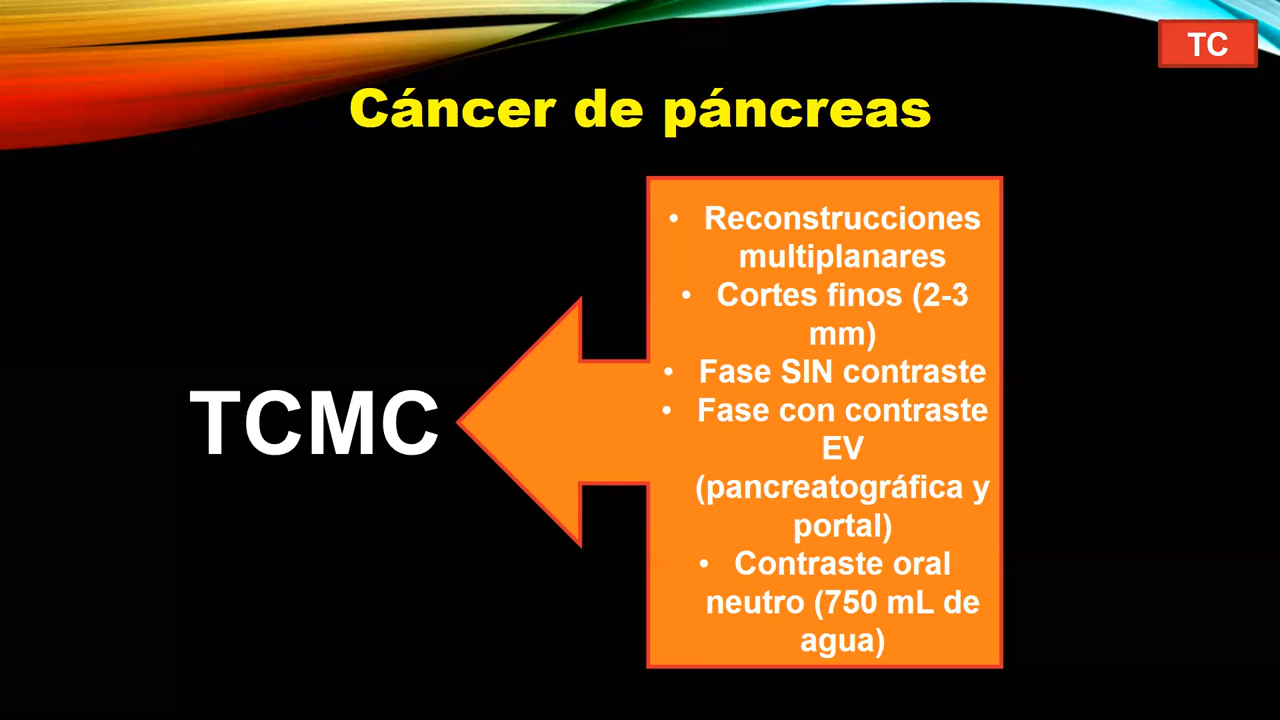 TC
Cáncer de páncreas
TCMC
• Reconstrucciones
multiplanares
• Cortes finos (2-3
mm)
• Fase SIN contraste
• Fase con contraste
EV
(pancreatográfica y
portal)
• Contraste oral
neutro (750 mL de
agua)